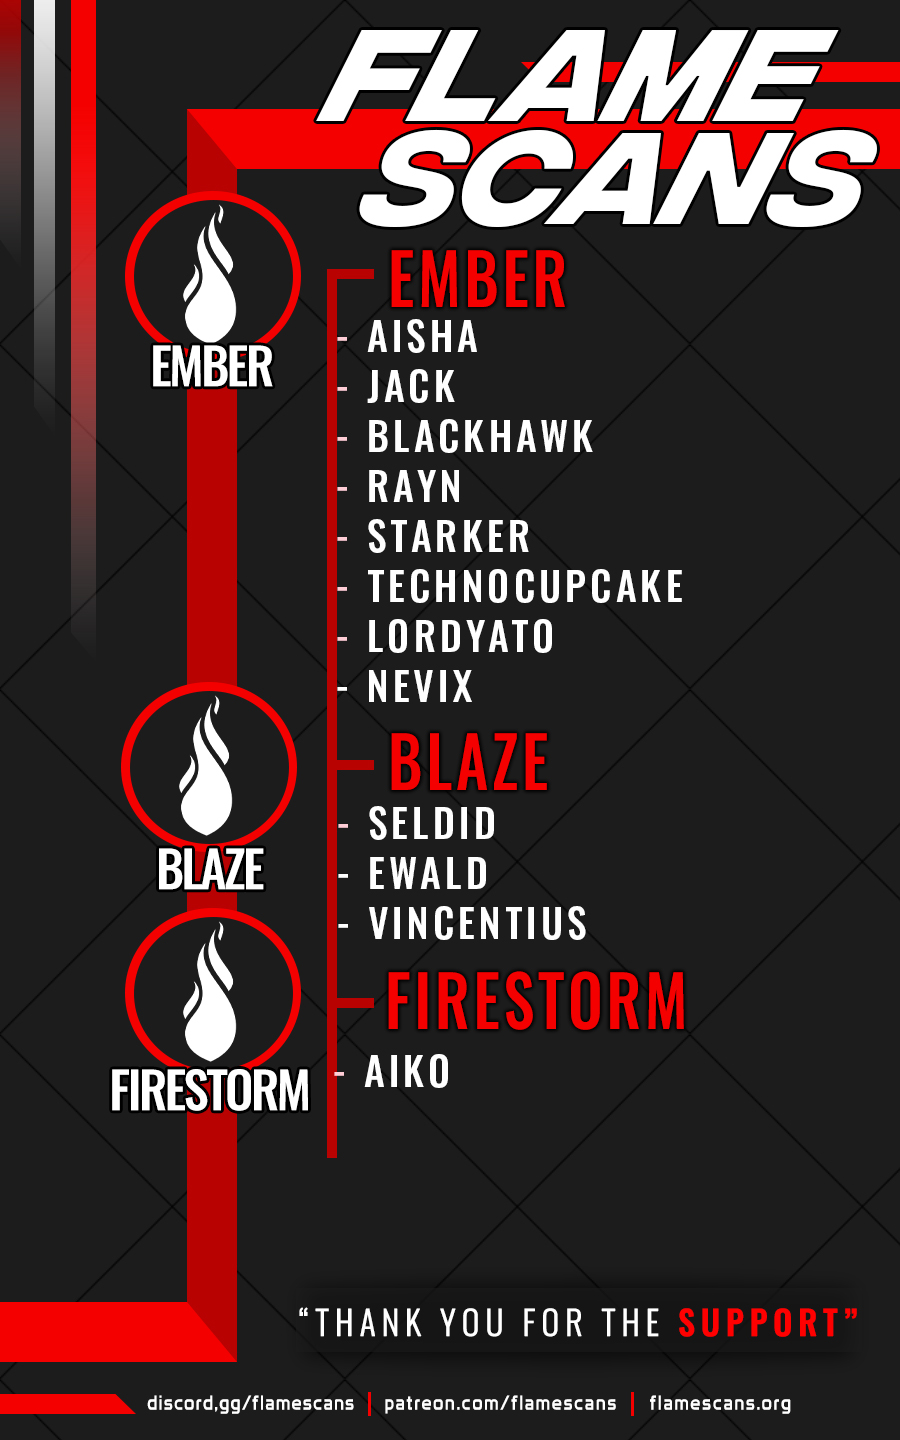 FLAME
SCANS
EMBER
EMBER
- AISHA
- JACK
- BLACKHAWK
- RAYN
- STARKER
- TECHNOCUPCAKE
- LORDYATO
- NEVIX
BLAZE
BLAZE
- SELDID
- EWALD
- VINCENTIUS
FIRESTORM
FIRESTORM
- AIKO
“THANK YOU FOR THE SUPPORT”
discord,gg/flamescans | patreon.com/flamescans | flamescans.org